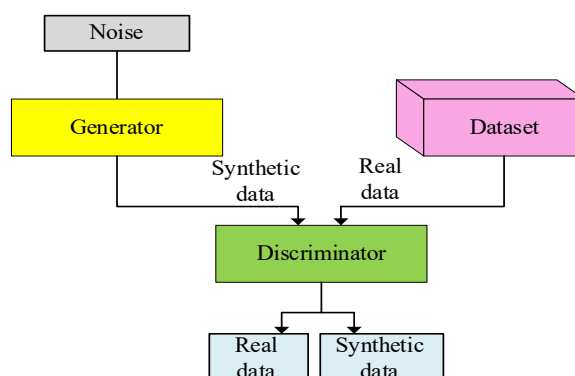 Noise
Generator
Dataset
Synthetic
data
Real
data
Discriminator
Real
data
Synthetic
data